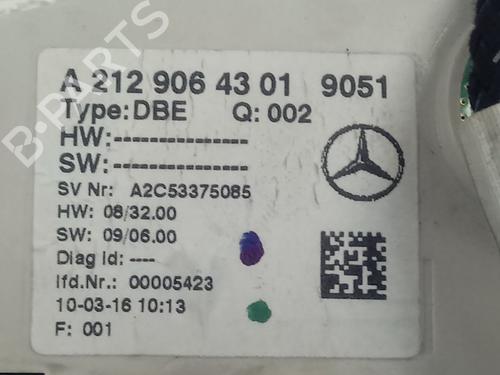 B-PARTS
A 212 906 43 01 9051
Type:DBE Q: 002
HW:---------------
SW:---------------
SV Nr: A2C53375085
HW: 08/32.00
SW: 09/06.00
Diag Id: ----
lfd.Nr.: 00005423
10-03-16 10:13
F: 001